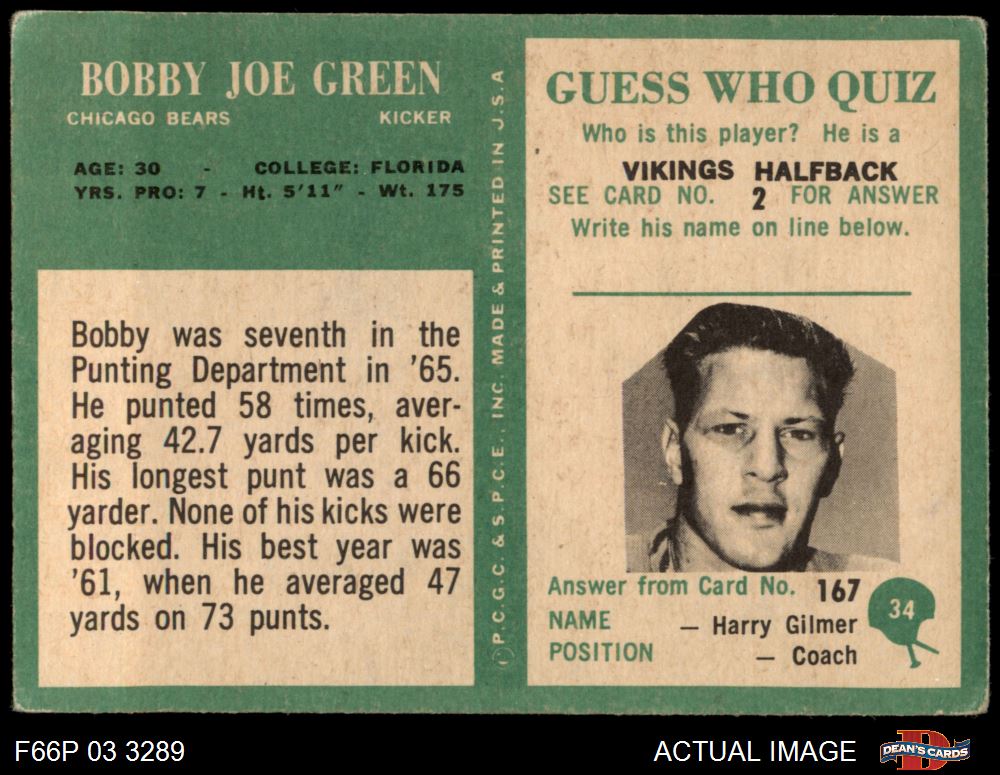 BOBBY JOE GREEN
CHICAGO BEARS KICKER
AGE: 30 - COLLEGE: FLORIDA
YRS. PRO: 7 - Ht. 5'11" - Wt. 175
Bobby was seventh in the
Punting Department in '65.
He punted 58 times, aver-
aging 42.7 yards per kick.
His longest punt was a 66
yarder. None of his kicks were
blocked. His best year was
'61, when he averaged 47
yards on 73 punts.
©P.C.G.C. & S.P.C.E., INC. MADE & PRINTED IN U.S.A
GUESS WHO QUIZ
Who is this player? He is a
VIKINGS HALFBACK
SEE CARD NO. 2 FOR ANSWER
Write his name on line below.
Answer from Card No. 167
NAME — Harry Gilmer
POSITION — Coach
34
F66P 03 3289
ACTUAL IMAGE
D
DEAN'S CARDS